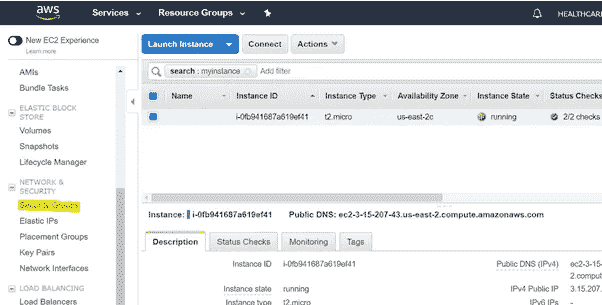 aws
Services
Resource Groups
HEALTHCAR
New EC2 Experience
Learn more
AMIs
Bundle Tasks
ELASTIC BLOCK
STORE
Volumes
Snapshots
Lifecycle Manager
NETWORK &
SECURITY
Security Groups
Elastic IPs
Placement Groups
Key Pairs
Network Interfaces
LOAD BALANCING
Load Balancers
Launch Instance
Connect
Actions
search : myinstance
Add filter
Name
Instance ID
Instance Type
Availability Zone
Instance State
Status Checks
i-0fb941687a619ef41
t2.micro
us-east-2c
running
2/2 checks
Instance: i-0fb941687a619ef41 Public DNS: ec2-3-15-207-43.us-east-2.compute.amazonaws.com
Description
Status Checks
Monitoring
Tags
Instance ID
i-0fb941687a619ef41
Public DNS (IPv4)
ec2-3-15
2.comput
Instance state
running
IPv4 Public IP
3.15.207.
Instance type
t2.micro
IPv6 IPs
-